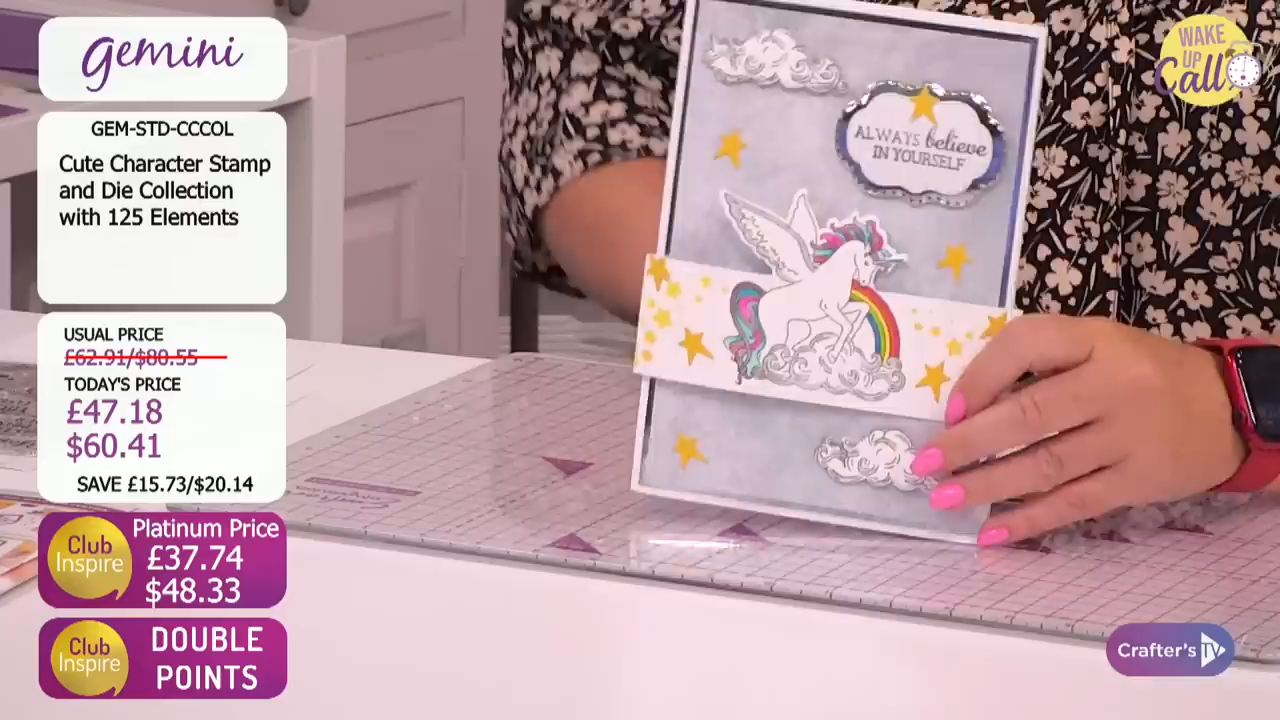 gemini
GEM-STD-CCCOL
Cute Character Stamp
and Die Collection
with 125 Elements
USUAL PRICE
£62.91/$80.55
TODAY'S PRICE
£47.18
$60.41
SAVE £15.73/$20.14
Club
Inspire
Platinum Price
£37.74
$48.33
Club
Inspire
DOUBLE
POINTS
WAKE
UP
Call
ALWAYS believe
IN YOURSELF
Crafter's TV